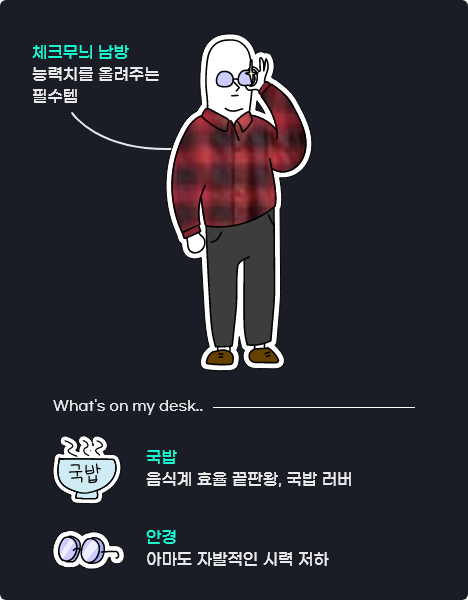 체크무늬 남방
능력치를 올려주는
필수템
What's on my desk..
국밥
국밥
음식계 효율 끝판왕, 국밥 러버
안경
아마도 자발적인 시력 저하